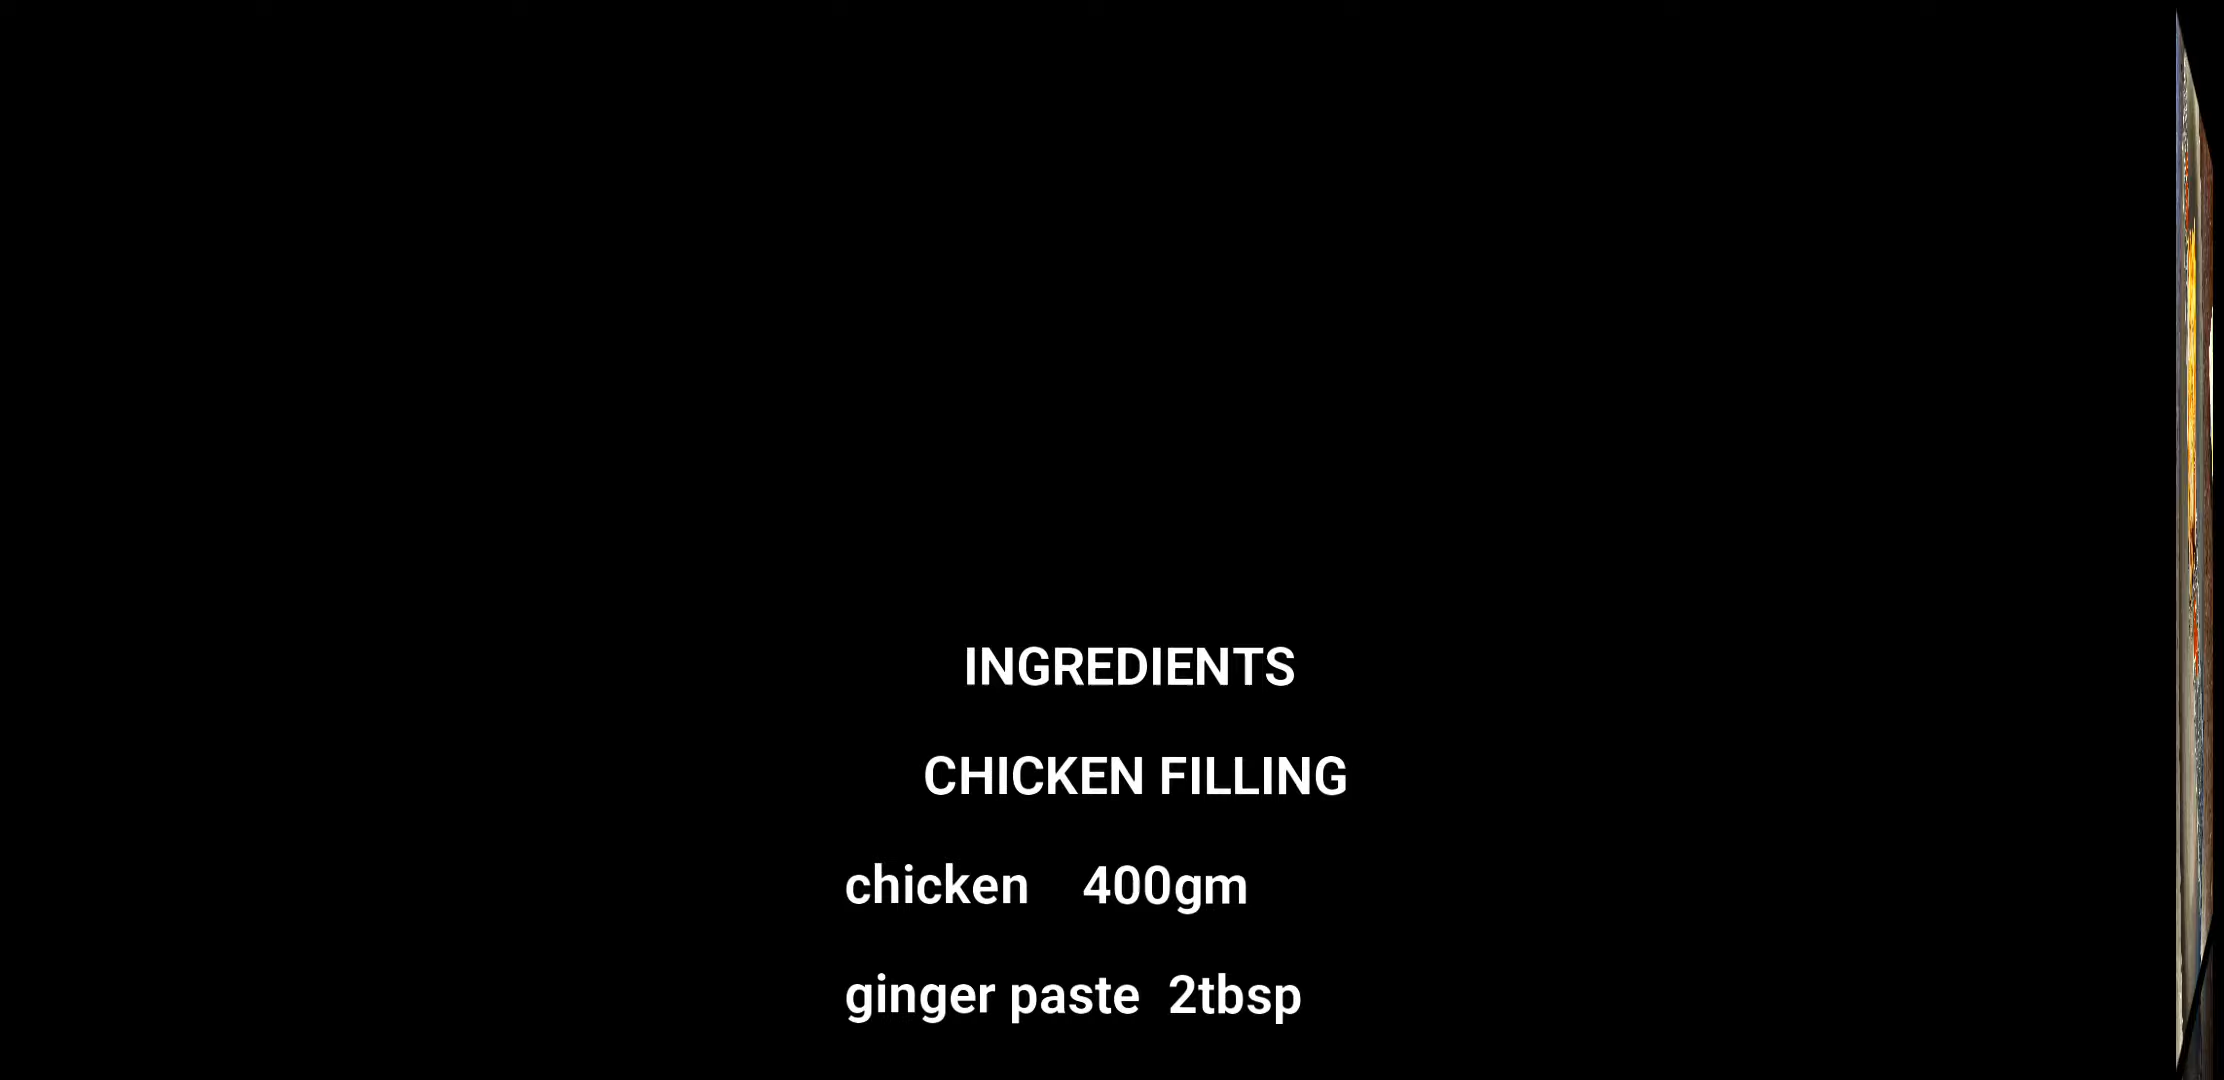 INGREDIENTS
CHICKEN FILLING
chicken 400gm
ginger paste 2tbsp